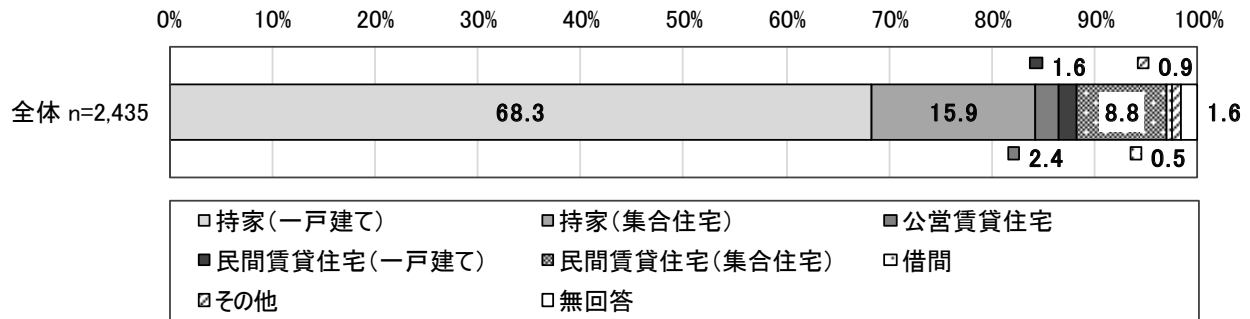 0% 10% 20% 30% 40% 50% 60% 70% 80% 90% 100%
1.6 0.9
全体 n=2,435 68.3 15.9 8.8 1.6
2.4 0.5
持家(一戸建て) 持家(集合住宅) 公営賃貸住宅
民間賃貸住宅(一戸建て) 民間賃貸住宅(集合住宅) 借間
その他 無回答